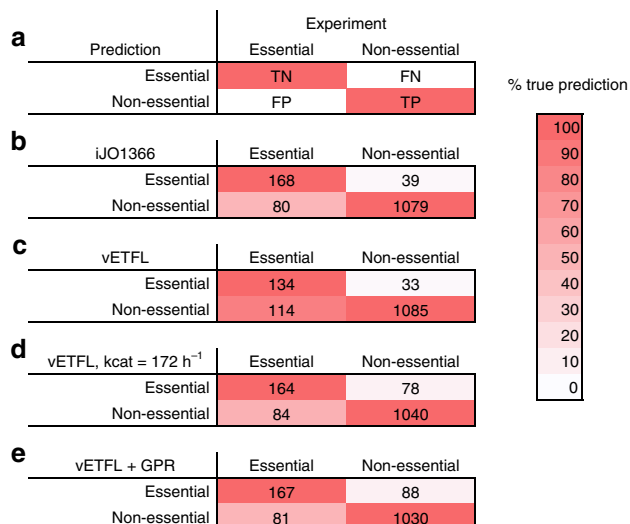 Experiment
a
Prediction Essential Non-essential
Essential TN FN
Non-essential FP TP
b
iJO1366 Essential Non-essential
Essential 168 39
Non-essential 80 1079
c
vETFL Essential Non-essential
Essential 134 33
Non-essential 114 1085
d
vETFL, kcat = 172 h⁻¹ Essential Non-essential
Essential 164 78
Non-essential 84 1040
e
vETFL + GPR Essential Non-essential
Essential 167 88
Non-essential 81 1030
% true prediction
100
90
80
70
60
50
40
30
20
10
0